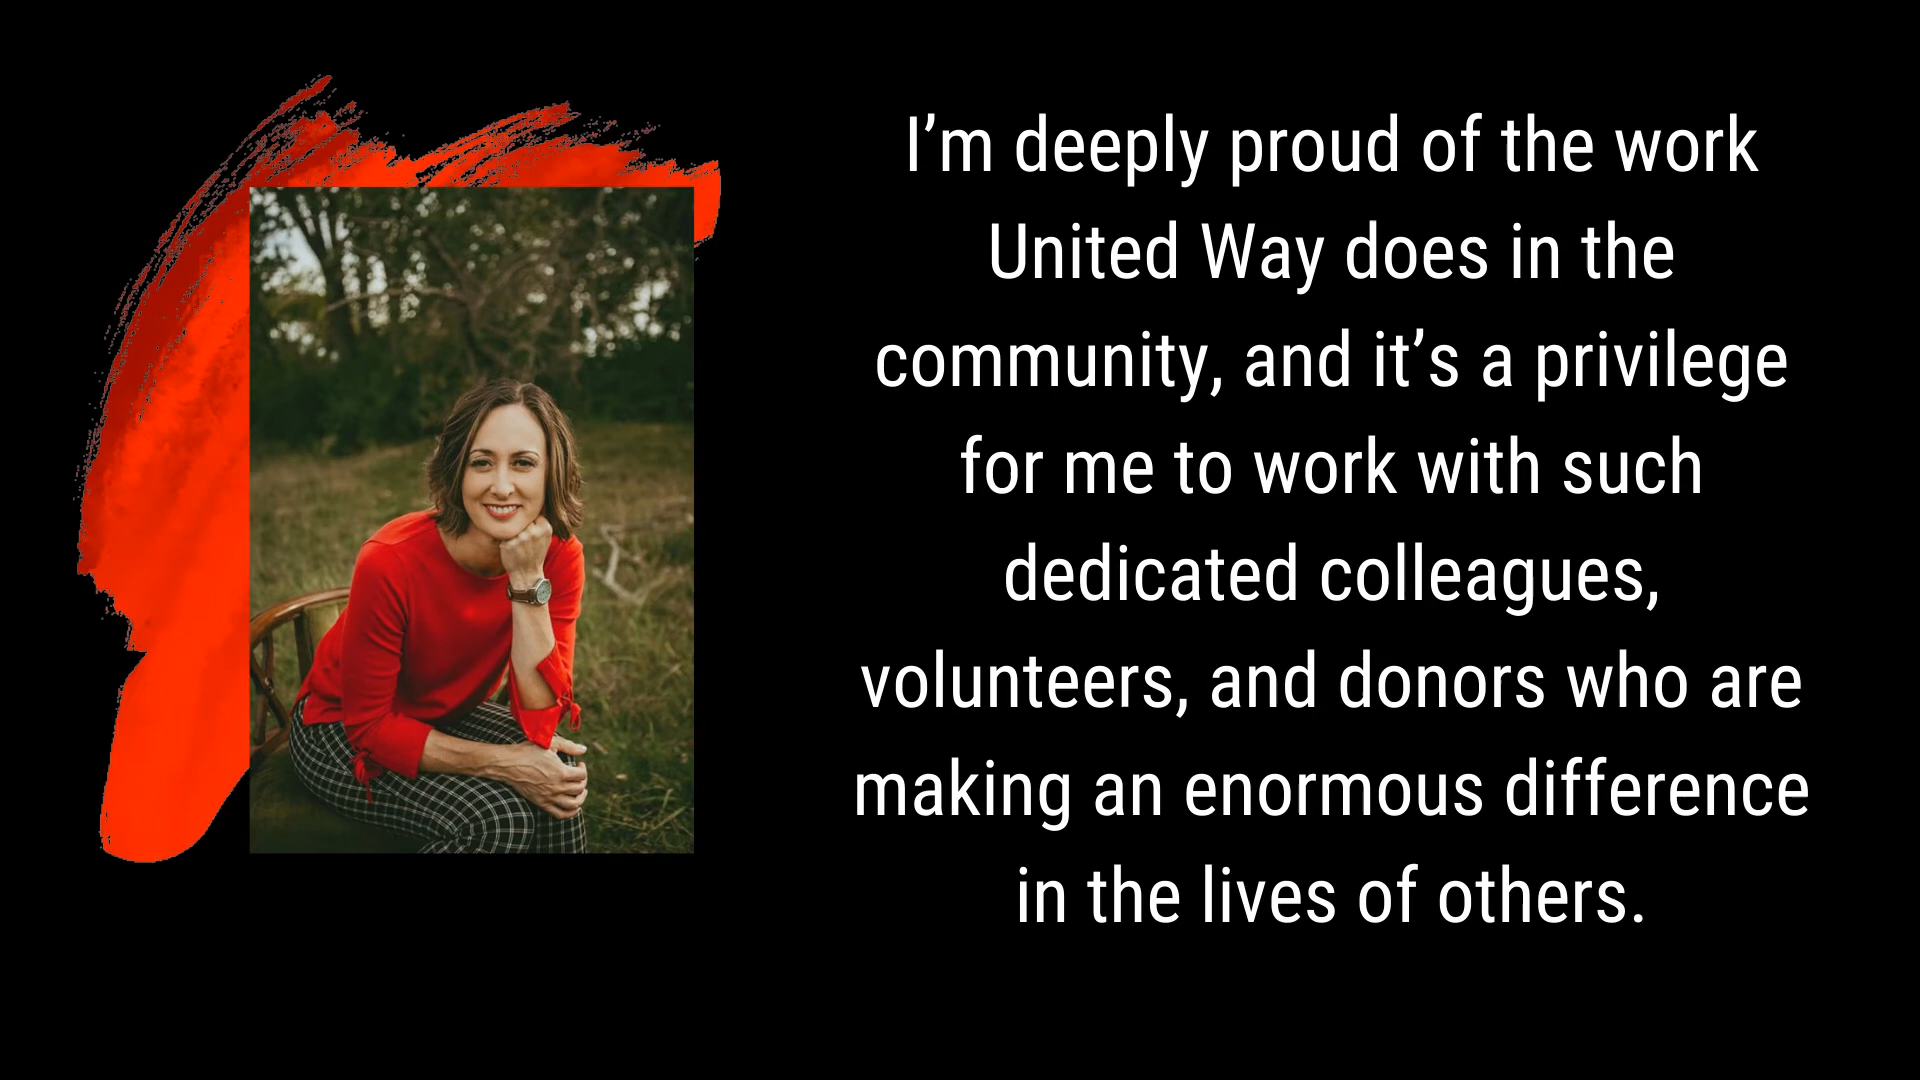 I’m deeply proud of the work
United Way does in the
community, and it’s a privilege
for me to work with such
dedicated colleagues,
volunteers, and donors who are
making an enormous difference
in the lives of others.